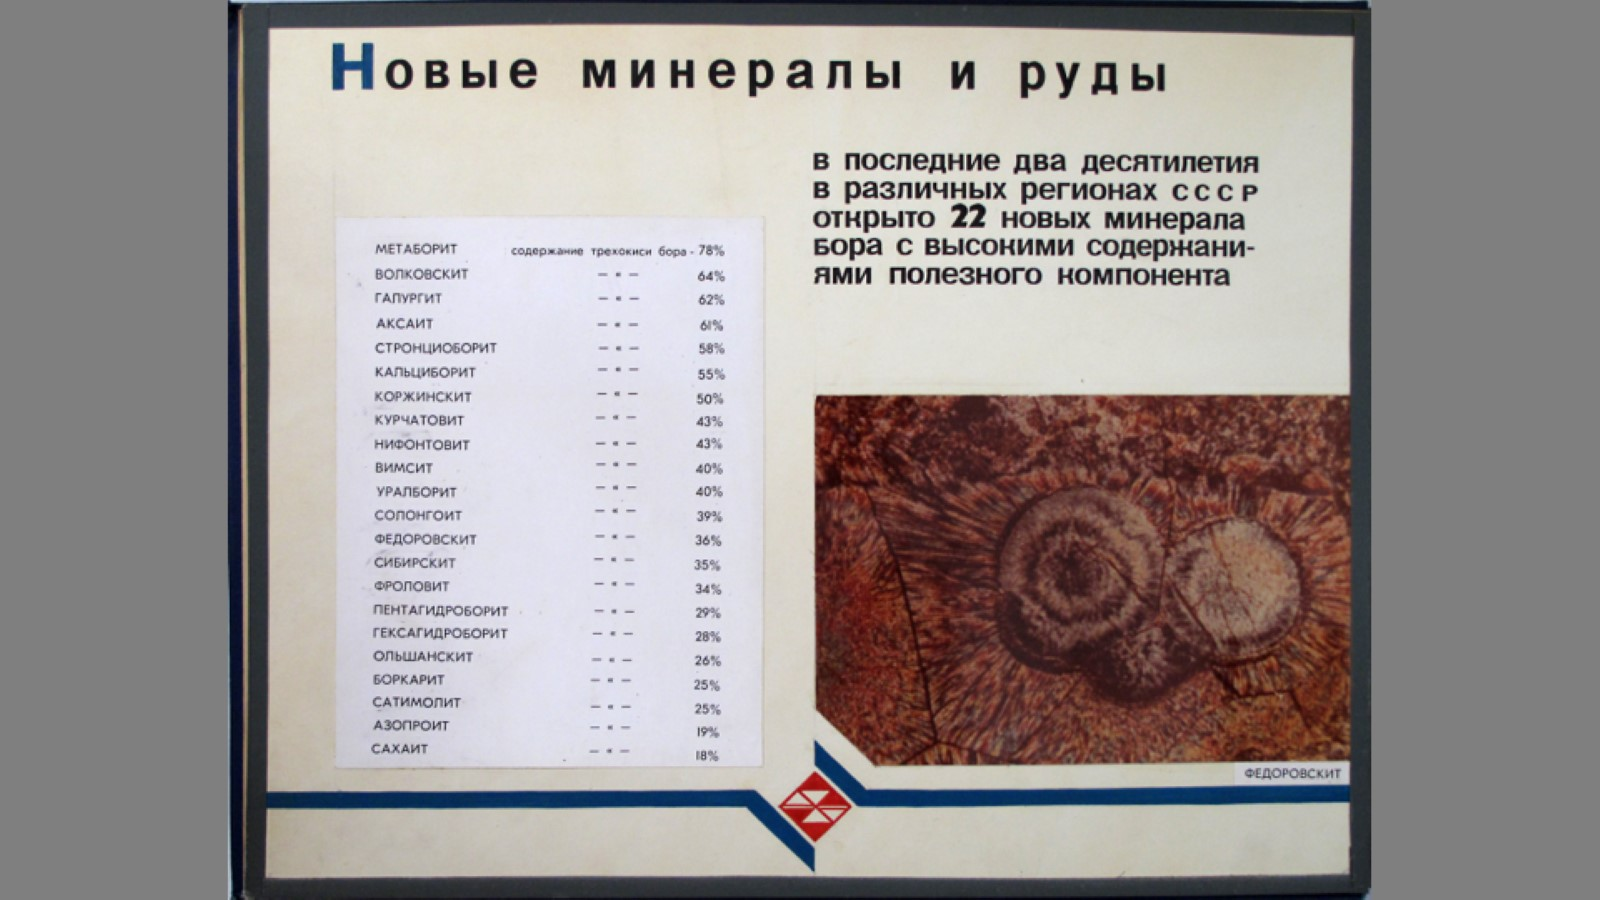 Новые минералы и руды
в последние два десятилетия
в различных регионах СССР
открыто 22 новых минерала
бора с высокими содержани-
ями полезного компонента
МЕТАБОРИТ содержание трехокиси бора - 78%
ВОЛКОВСКИТ — « — 64%
ГАЛУРГИТ — « — 62%
АКСАИТ — « — 61%
СТРОНЦИОБОРИТ — « — 58%
КАЛЬЦИБОРИТ — « — 55%
КОРЖИНСКИТ — « — 50%
КУРЧАТОВИТ — « — 43%
НИФОНТОВИТ — « — 43%
ВИМСИТ — « — 40%
УРАЛБОРИТ — « — 40%
СОЛОНГОИТ — « — 39%
ФЕДОРОВСКИТ — « — 36%
СИБИРСКИТ — « — 35%
ФРОЛОВИТ — « — 34%
ПЕНТАГИДРОБОРИТ — « — 29%
ГЕКСАГИДРОБОРИТ — « — 28%
ОЛЬШАНСКИТ — « — 26%
БОРКАРИТ — « — 25%
САТИМОЛИТ — « — 25%
АЗОПРОИТ — « — 19%
САХАИТ — « — 18%
ФЕДОРОВСКИТ